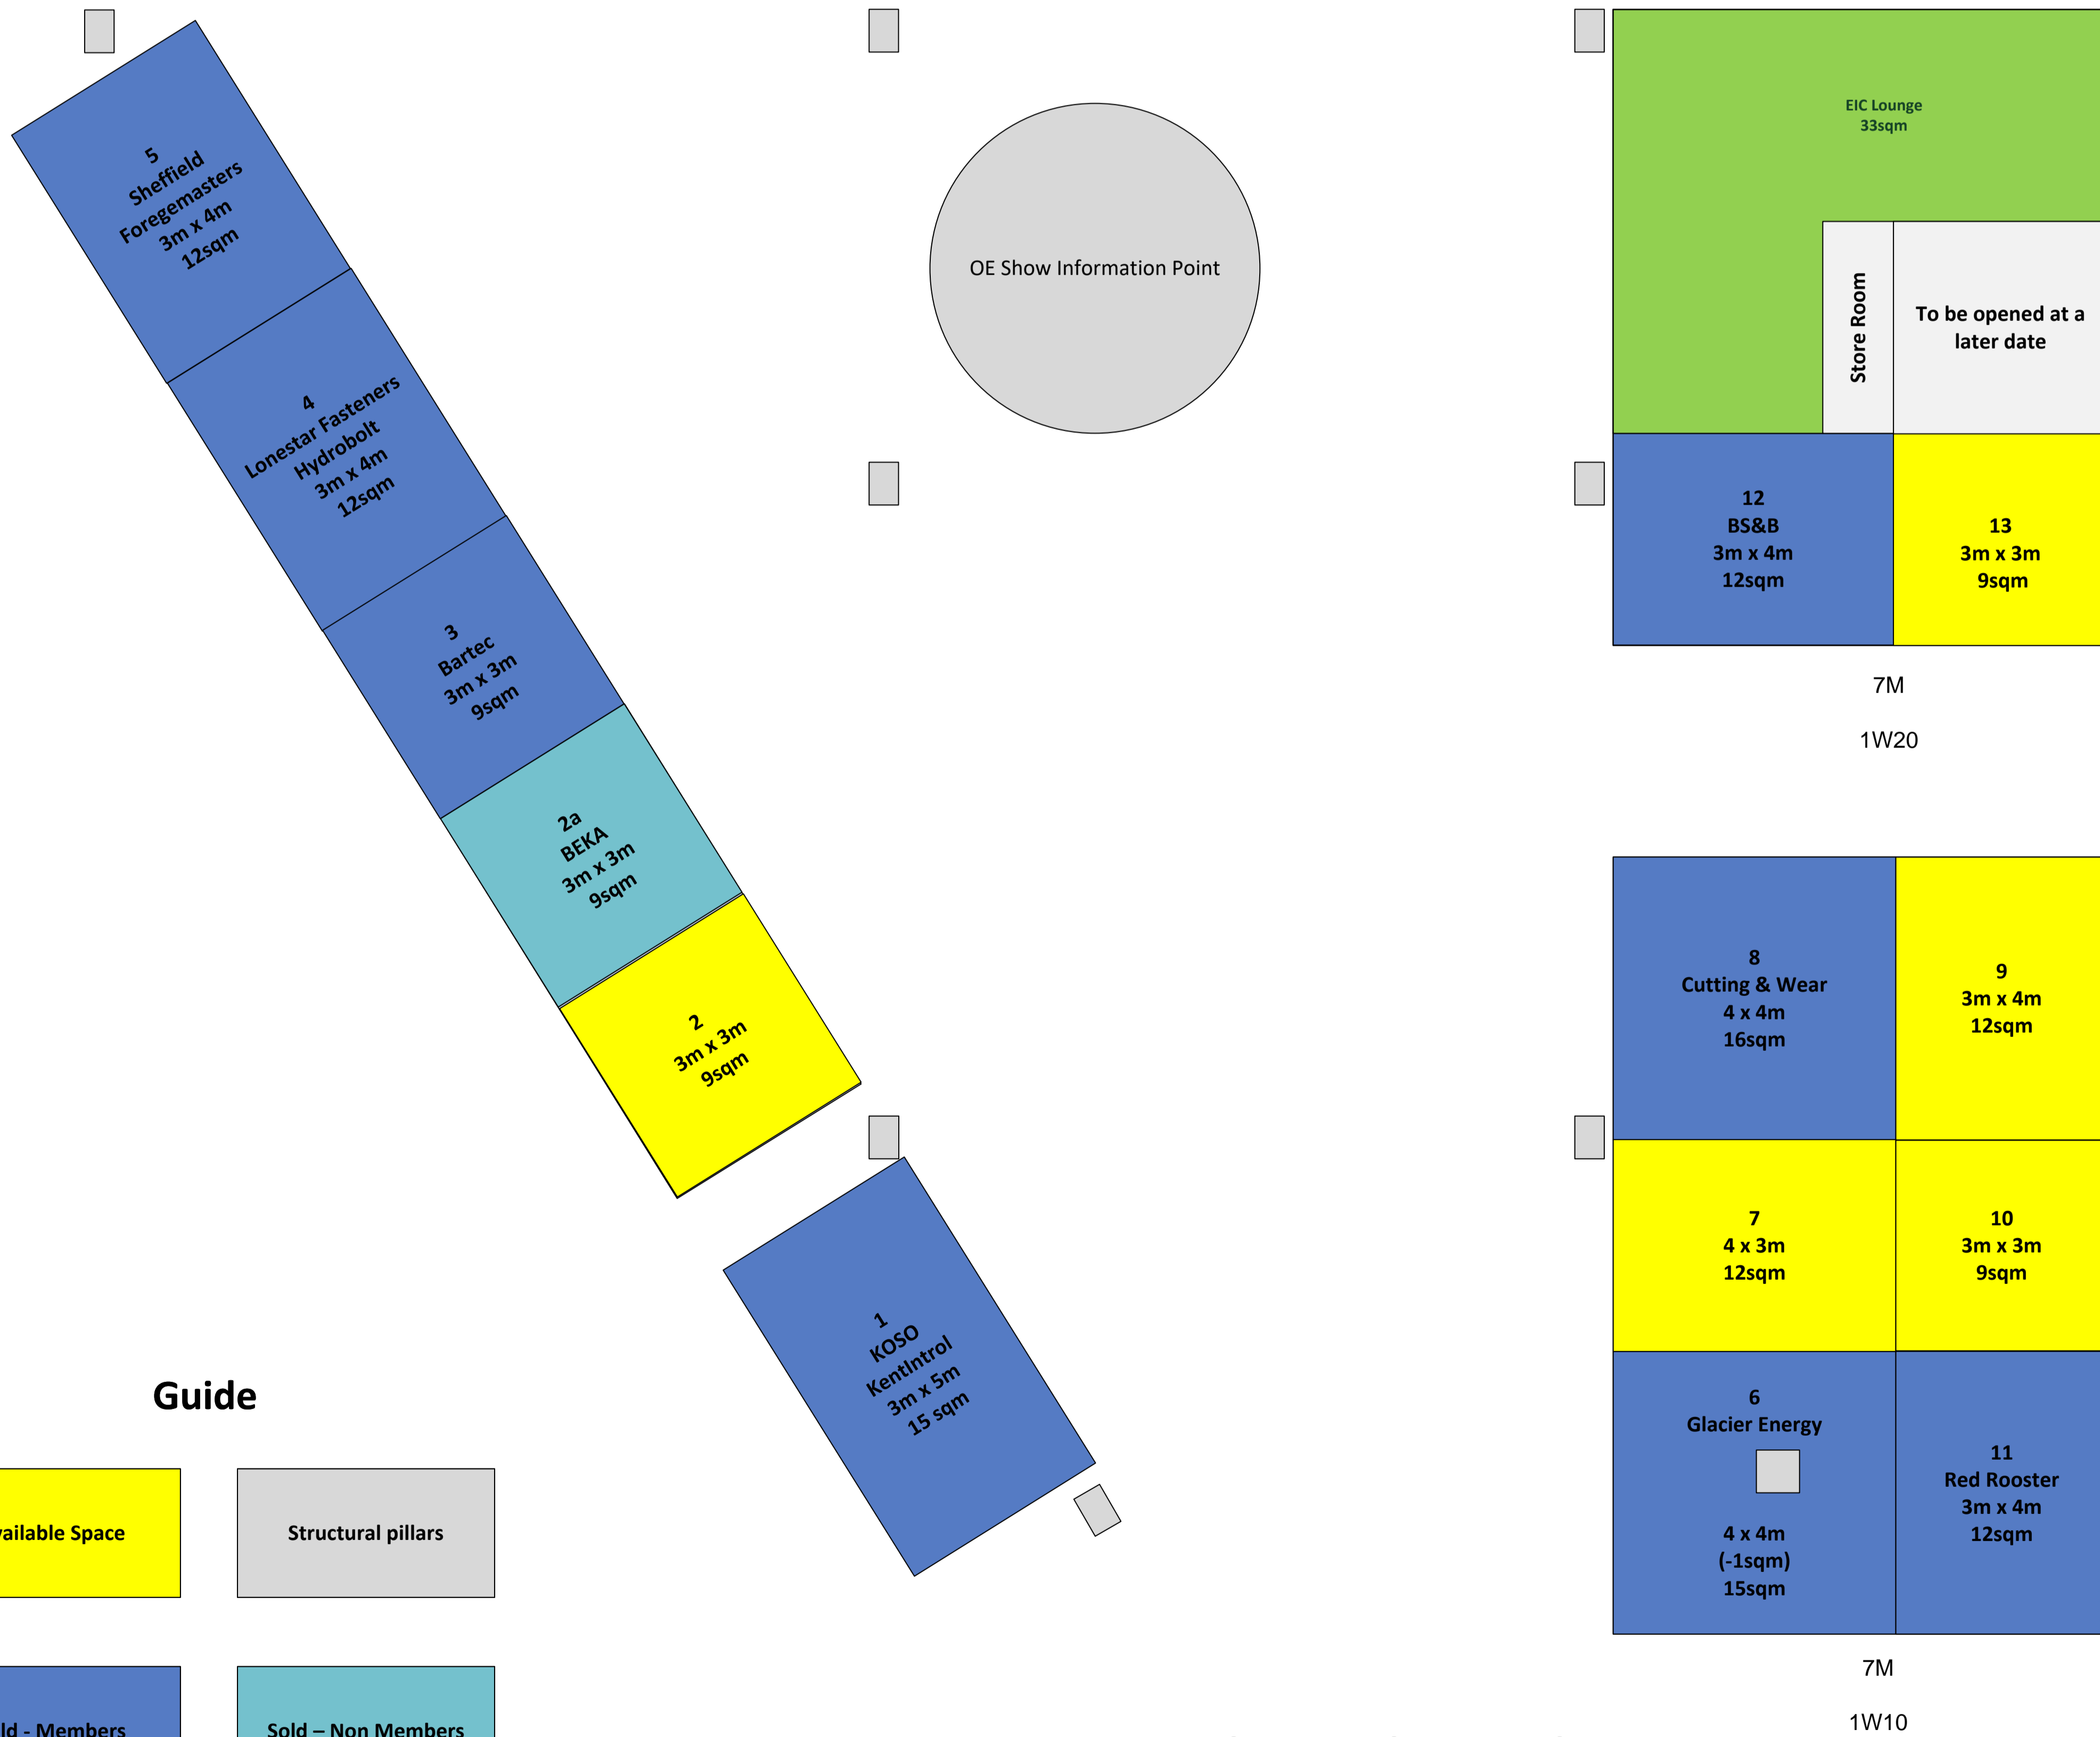 5
Sheffield
Foregemasters
3m x 4m
12sqm
4
Lonestar Fasteners
Hydrobolt
3m x 4m
12sqm
3
Bartec
3m x 3m
9sqm
2a
BEKA
3m x 3m
9sqm
2
3m x 3m
9sqm
1
KOSO
KentIntrol
3m x 5m
15 sqm
OE Show Information Point
EIC Lounge
33sqm
Store Room
To be opened at a
later date
12
BS&B
3m x 4m
12sqm
13
3m x 3m
9sqm
7M
1W20
8
Cutting & Wear
4 x 4m
16sqm
9
3m x 4m
12sqm
7
4 x 3m
12sqm
10
3m x 3m
9sqm
6
Glacier Energy
4 x 4m
(-1sqm)
15sqm
11
Red Rooster
3m x 4m
12sqm
7M
1W10
Guide
vailable Space
Structural pillars
ld - Members
Sold – Non Members